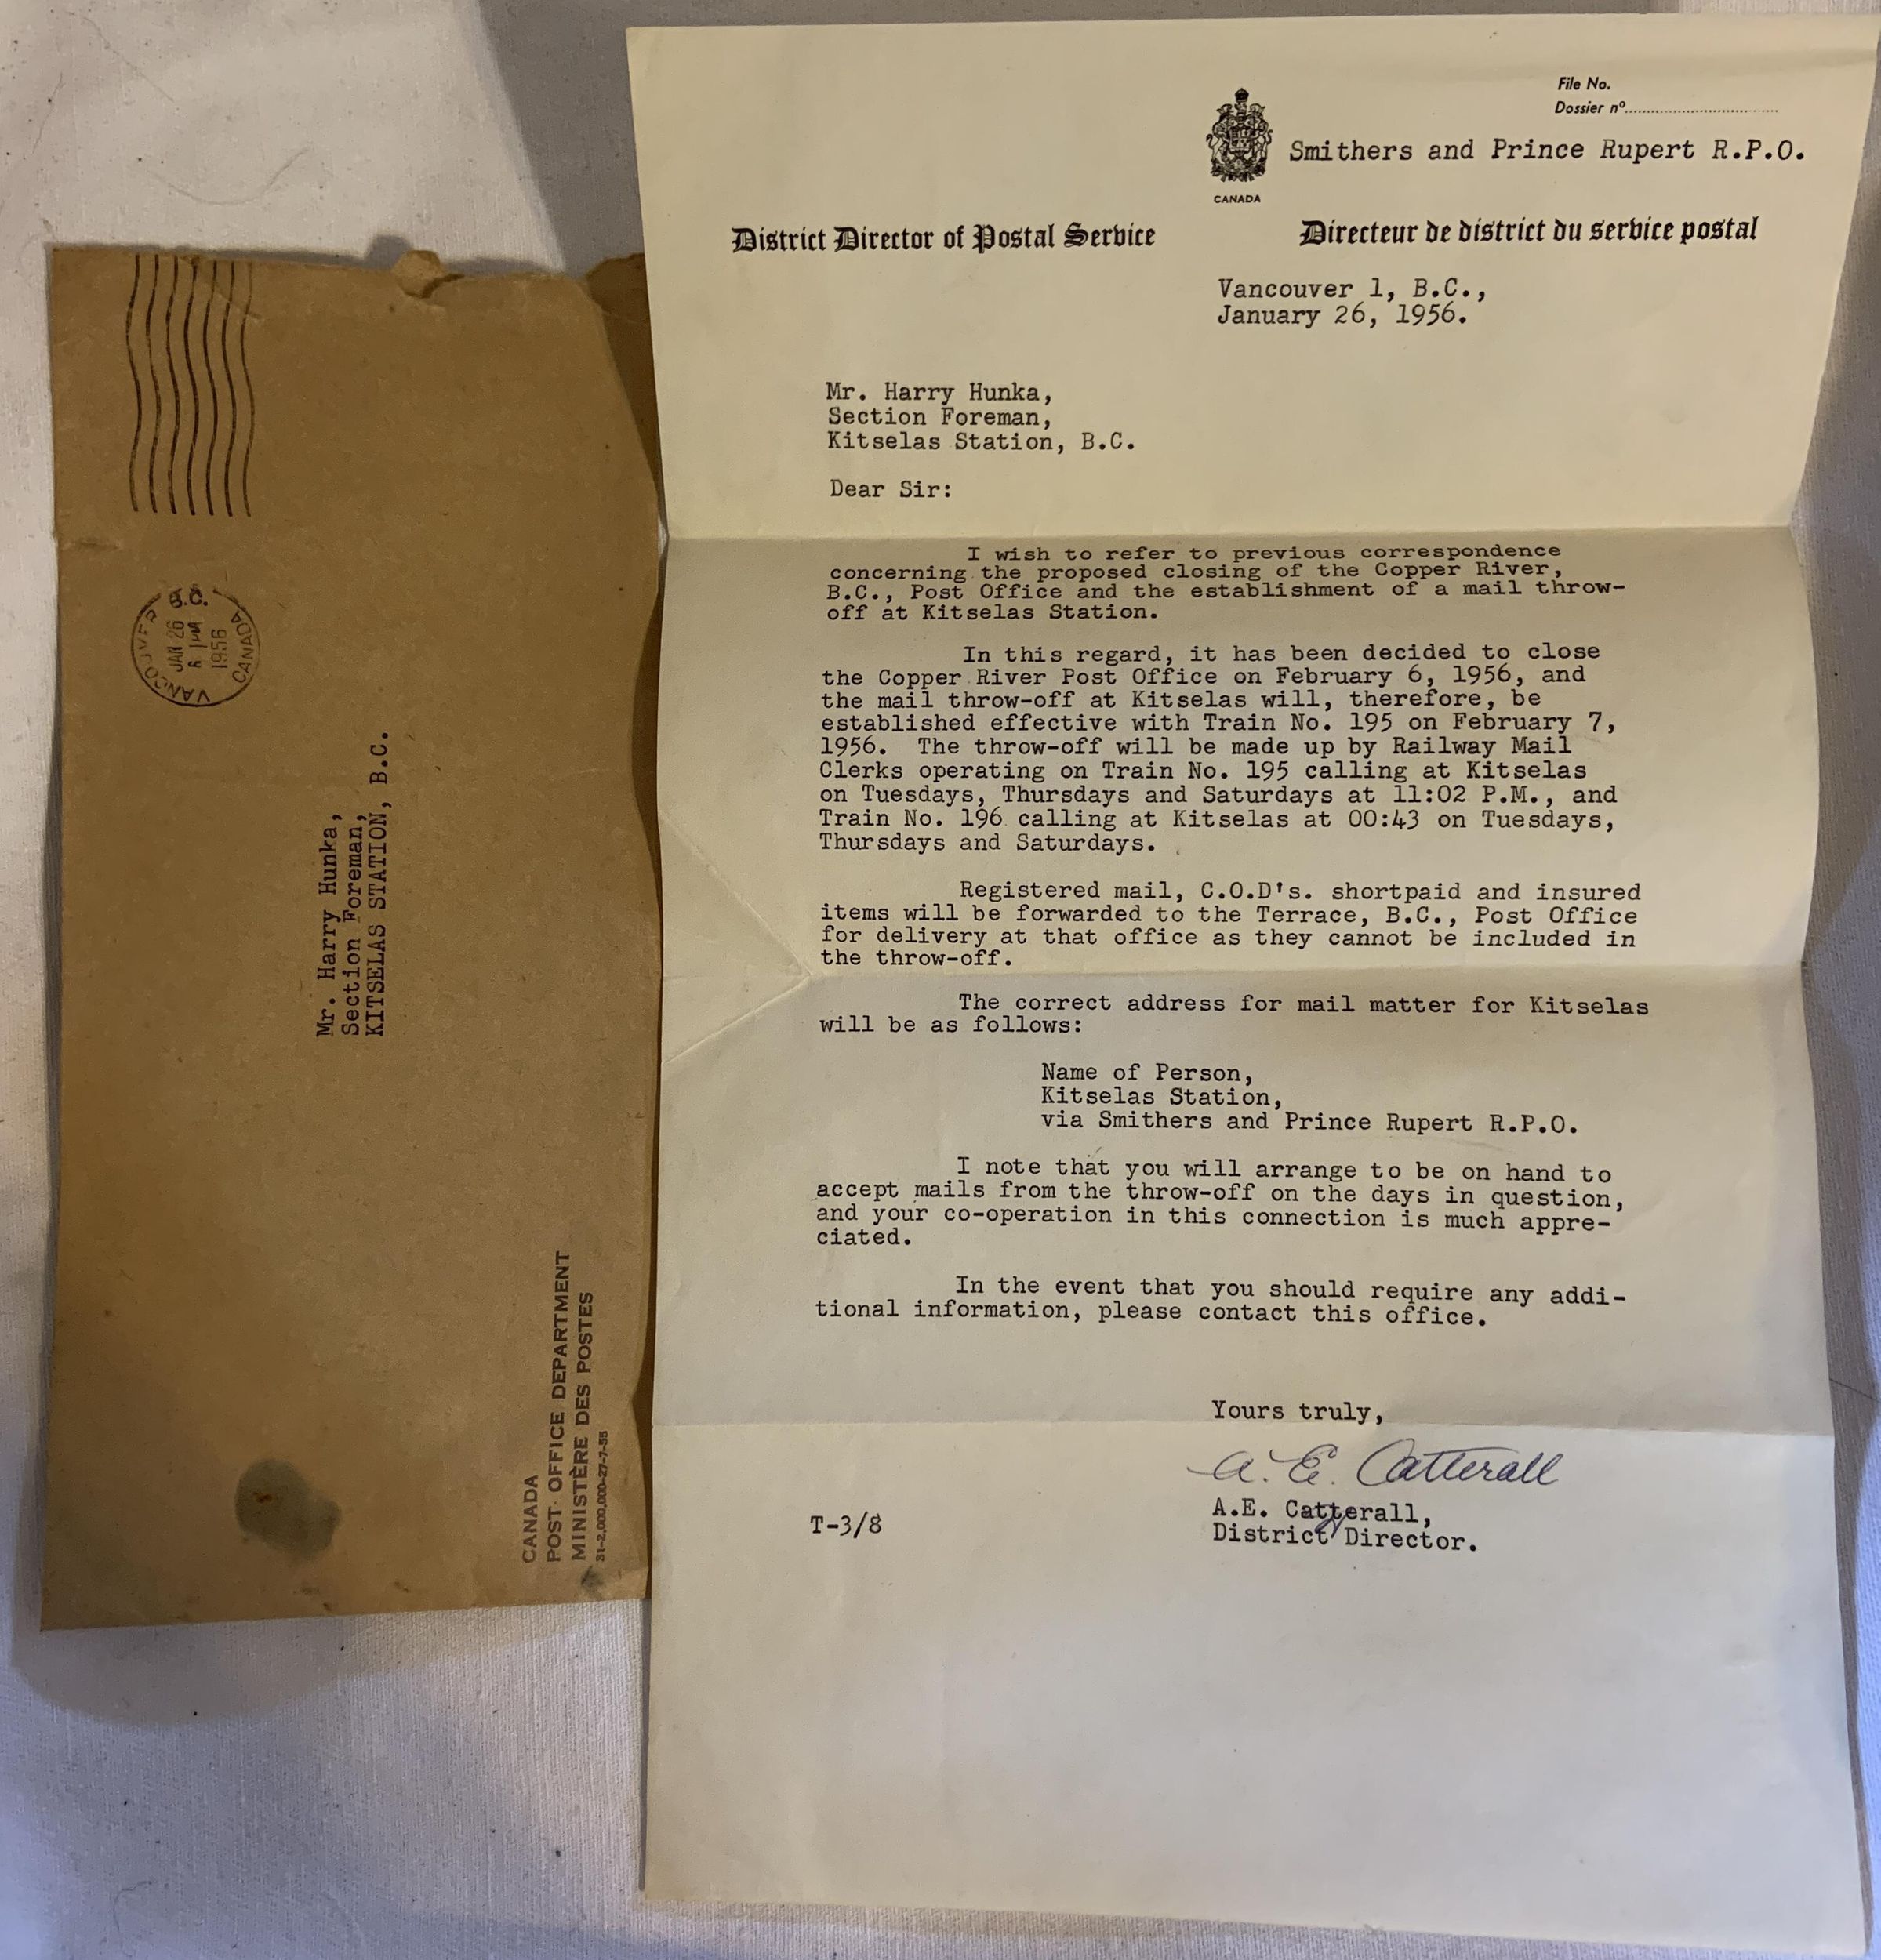 File No.
Dossier nº
Smithers and Prince Rupert R.P.O.
CANADA
District Director of Postal Service
Directeur de district du service postal
Vancouver 1, B.C.,
January 26, 1956.
Mr. Harry Hunka,
Section Foreman,
Kitselas Station, B.C.
Dear Sir:
I wish to refer to previous correspondence
concerning the proposed closing of the Copper River,
B.C., Post Office and the establishment of a mail throw-
off at Kitselas Station.
In this regard, it has been decided to close
the Copper River Post Office on February 6, 1956, and
the mail throw-off at Kitselas will, therefore, be
established effective with Train No. 195 on February 7,
1956. The throw-off will be made up by Railway Mail
Clerks operating on Train No. 195 calling at Kitselas
on Tuesdays, Thursdays and Saturdays at 11:02 P.M., and
Train No. 196 calling at Kitselas at 00:43 on Tuesdays,
Thursdays and Saturdays.
Registered mail, C.O.D's. shortpaid and insured
items will be forwarded to the Terrace, B.C., Post Office
for delivery at that office as they cannot be included in
the throw-off.
The correct address for mail matter for Kitselas
will be as follows:
Name of Person,
Kitselas Station,
via Smithers and Prince Rupert R.P.O.
I note that you will arrange to be on hand to
accept mails from the throw-off on the days in question,
and your co-operation in this connection is much appre-
ciated.
In the event that you should require any addi-
tional information, please contact this office.
Yours truly,
A. E. Catterall
A.E. Catterall,
District Director.
T-3/8
VANCOUVER B.C.
JAN 26
PM
1956
CANADA
Mr. Harry Hunka,
Section Foreman,
KITSELAS STATION, B.C.
CANADA
POST OFFICE DEPARTMENT
MINISTÈRE DES POSTES
31-2,000,000-27-7-55